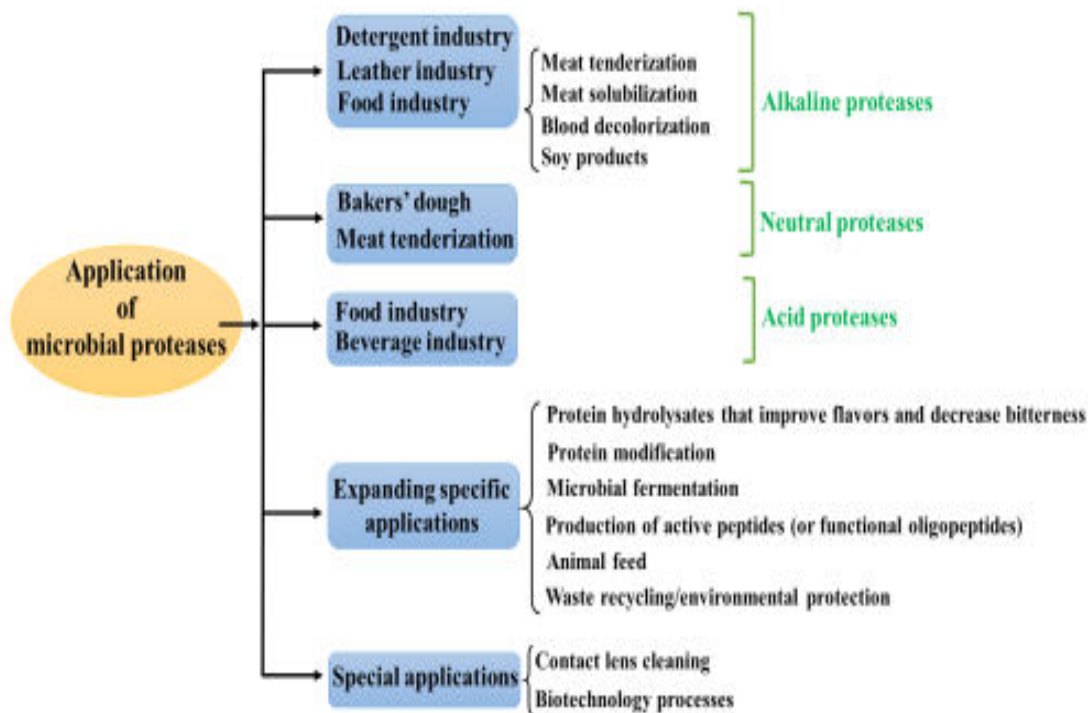 Application
of
microbial proteases
Detergent industry
Leather industry
Food industry
Meat tenderization
Meat solubilization
Blood decolorization
Soy products
Alkaline proteases
Bakers' dough
Meat tenderization
Neutral proteases
Food industry
Beverage industry
Acid proteases
Expanding specific
applications
Protein hydrolysates that improve flavors and decrease bitterness
Protein modification
Microbial fermentation
Production of active peptides (or functional oligopeptides)
Animal feed
Waste recycling/environmental protection
Special applications
Contact lens cleaning
Biotechnology processes